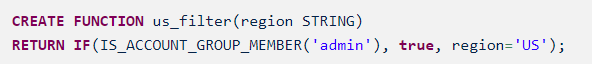 CREATE FUNCTION us_filter(region STRING)
RETURN IF(IS_ACCOUNT_GROUP_MEMBER('admin'), true, region='US');